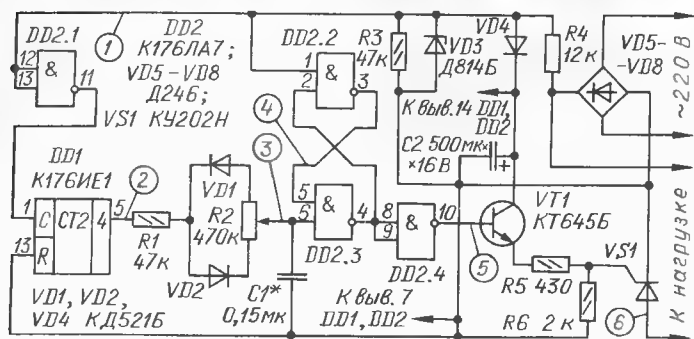 DD2.1
12
13
&
11
1
DD2
К176ЛА7;
VD5-VD8
Д246;
VS1 КУ202Н
DD2.2
1
2
&
3
R3
47к
VD3
Д814Б
VD4
R4
12к
VD5-
-VD8
~220 В
К выв.14 DD1,
DD2
C2 500мк×
×16В
+
4
3
DD1
К176ИЕ1
1
C
CT2
4
5
13
R
2
R1
47к
VD1
R2
470к
VD2
5
6
&
4
DD2.3
8
9
&
10
DD2.4
5
VT1
КТ645Б
VS1
C1*
0,15мк
К выв. 7
DD1, DD2
R5 430
R6 2к
6
К нагрузке
VD1, VD2,
VD4 КД521Б